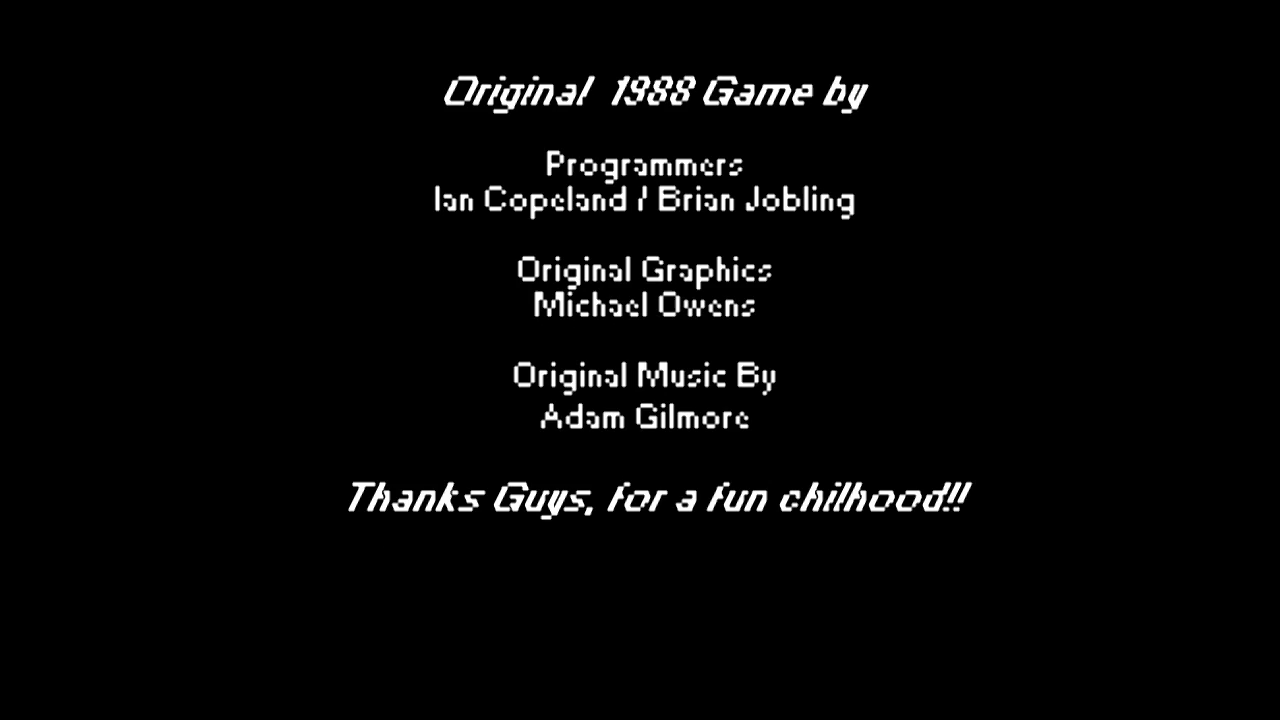 Original 1988 Game by
Programmers
Ian Copeland / Brian Jobling
Original Graphics
Michael Owens
Original Music By
Adam Gilmore
Thanks Guys, for a fun chilhood!!